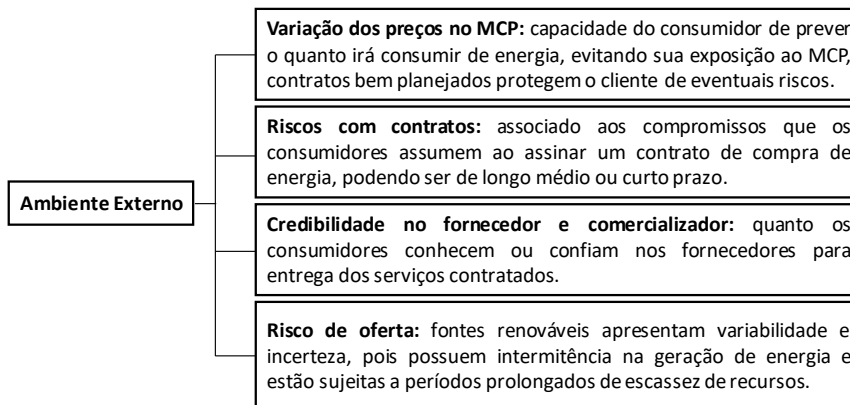 Variação dos preços no MCP: capacidade do consumidor de prever
o quanto irá consumir de energia, evitando sua exposição ao MCP,
contratos bem planejados protegem o cliente de eventuais riscos.
Riscos com contratos: associado aos compromissos que os
consumidores assumem ao assinar um contrato de compra de
energia, podendo ser de longo médio ou curto prazo.
Ambiente Externo
Credibilidade no fornecedor e comercializador: quanto os
consumidores conhecem ou confiam nos fornecedores para
entrega dos serviços contratados.
Risco de oferta: fontes renováveis apresentam variabilidade e
incerteza, pois possuem intermitência na geração de energia e
estão sujeitas a períodos prolongados de escassez de recursos.